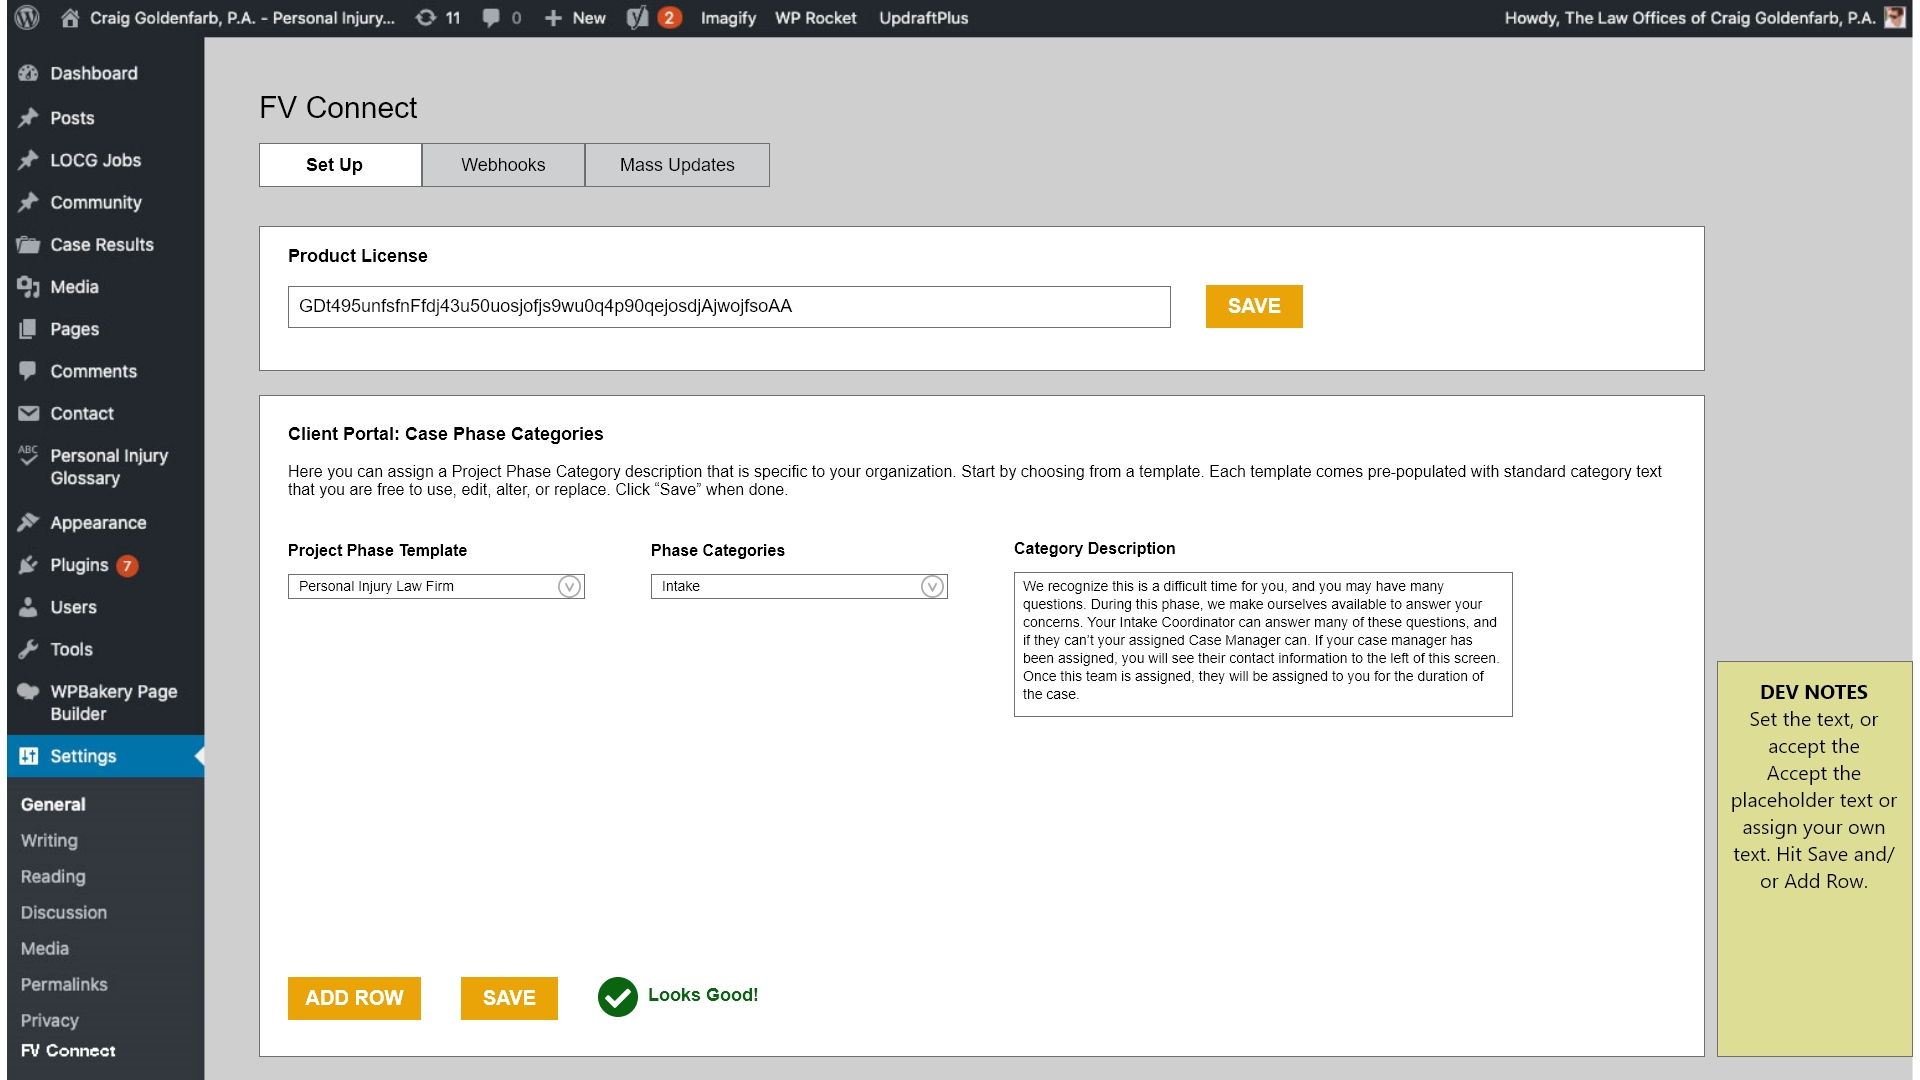 Craig Goldenfarb, P.A. - Personal Injury... 11 0 New 2 Imagify WP Rocket UpdraftPlus Howdy, The Law Offices of Craig Goldenfarb, P.A.
Dashboard
Posts
LOCG Jobs
Community
Case Results
Media
Pages
Comments
Contact
ABC Personal Injury
Glossary
Appearance
Plugins 7
Users
Tools
WPBakery Page
Builder
Settings
General
Writing
Reading
Discussion
Media
Permalinks
Privacy
FV Connect
FV Connect
Set Up Webhooks Mass Updates
Product License
GDt495unfsfnFfdj43u50uosjofjs9wu0q4p90qejosdjAjwojfsoAA SAVE
Client Portal: Case Phase Categories
Here you can assign a Project Phase Category description that is specific to your organization. Start by choosing from a template. Each template comes pre-populated with standard category text
that you are free to use, edit, alter, or replace. Click “Save” when done.
Project Phase Template
Personal Injury Law Firm V
Phase Categories
Intake V
Category Description
We recognize this is a difficult time for you, and you may have many
questions. During this phase, we make ourselves available to answer your
concerns. Your Intake Coordinator can answer many of these questions, and
if they can’t your assigned Case Manager can. If your case manager has
been assigned, you will see their contact information to the left of this screen.
Once this team is assigned, they will be assigned to you for the duration of
the case.
ADD ROW SAVE Looks Good!
DEV NOTES
Set the text, or
accept the
Accept the
placeholder text or
assign your own
text. Hit Save and/
or Add Row.